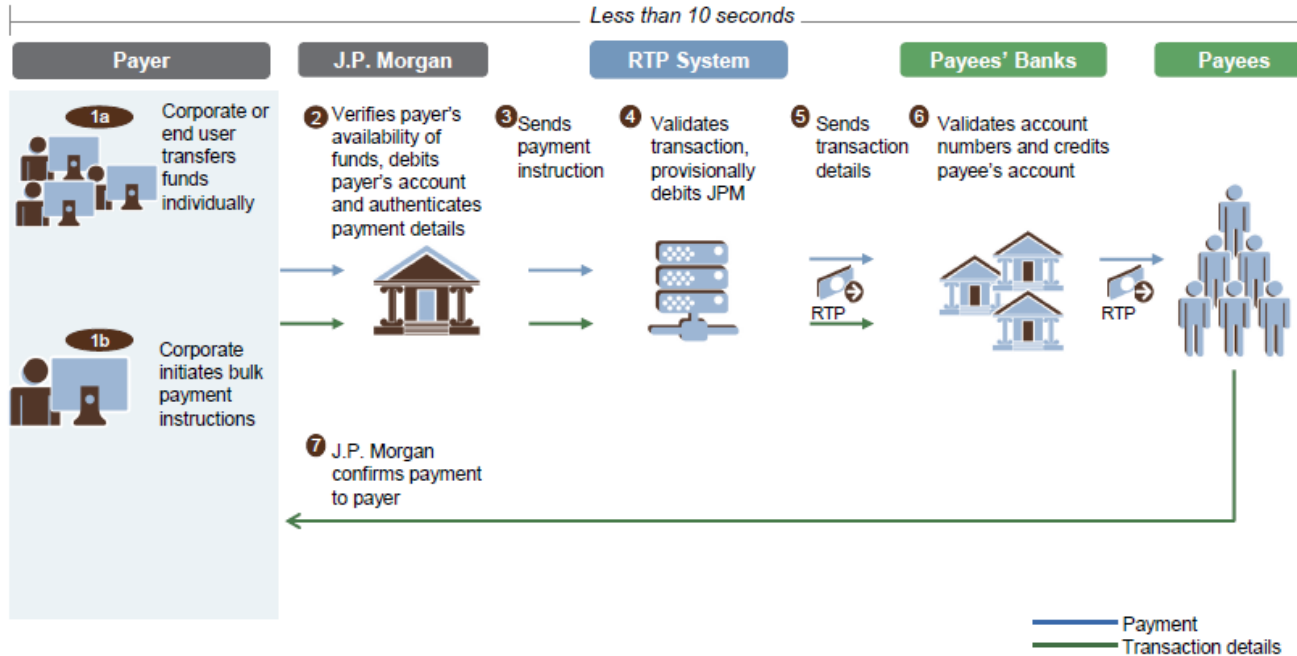 Less than 10 seconds
Payer
J.P. Morgan
RTP System
Payees' Banks
Payees
1a
Corporate or
end user
transfers
funds
individually
2
Verifies payer's
availability of
funds, debits
payer's account
and authenticates
payment details
3
Sends
payment
instruction
4
Validates
transaction,
provisionally
debits JPM
5
Sends
transaction
details
6
Validates account
numbers and credits
payee's account
RTP
RTP
1b
Corporate
initiates bulk
payment
instructions
7
J.P. Morgan
confirms payment
to payer
Payment
Transaction details